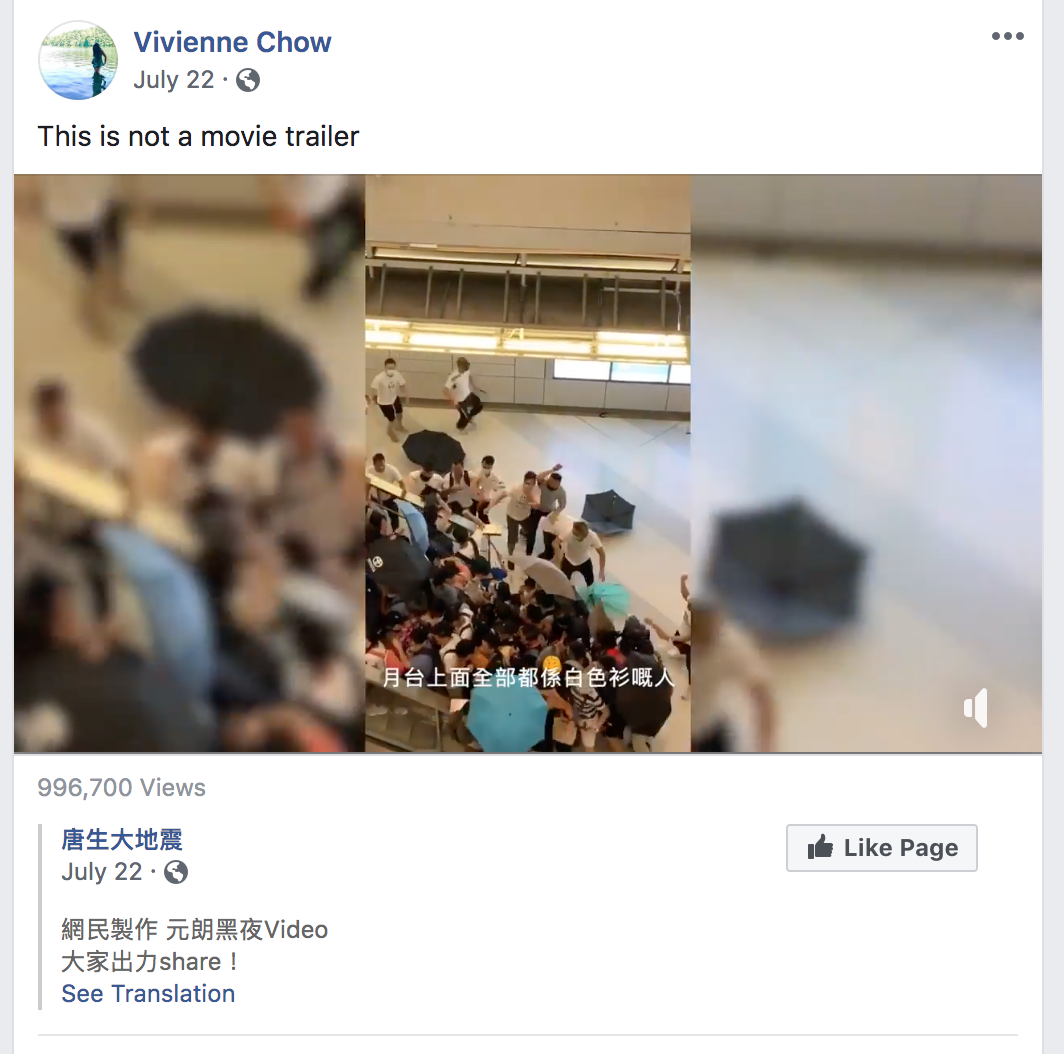 Vivienne Chow
July 22 ·
This is not a movie trailer
月台上面全部都係白色衫嘅人
996,700 Views
唐生大地震
July 22 ·
Like Page
網民製作 元朗黑夜Video
大家出力share！
See Translation